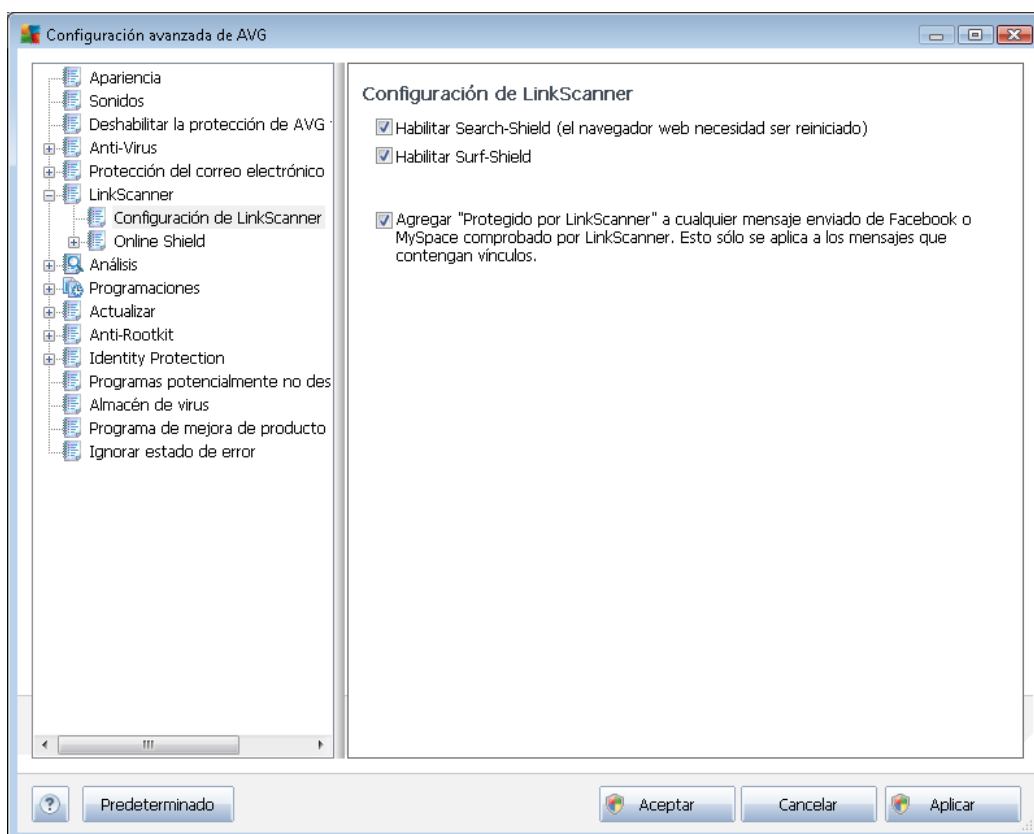 Configuración avanzada de AVG
Apariencia
Sonidos
Deshabilitar la protección de AVG
Anti-Virus
Protección del correo electrónico
LinkScanner
Configuración de LinkScanner
Online Shield
Análisis
Programaciones
Actualizar
Anti-Rootkit
Identity Protection
Programas potencialmente no des
Almacén de virus
Programa de mejora de producto
Ignorar estado de error
Configuración de LinkScanner
Habilitar Search-Shield (el navegador web necesidad ser reiniciado)
Habilitar Surf-Shield
Agregar "Protegido por LinkScanner" a cualquier mensaje enviado de Facebook o
MySpace comprobado por LinkScanner. Esto sólo se aplica a los mensajes que
contengan vínculos.
?
Predeterminado
Aceptar
Cancelar
Aplicar